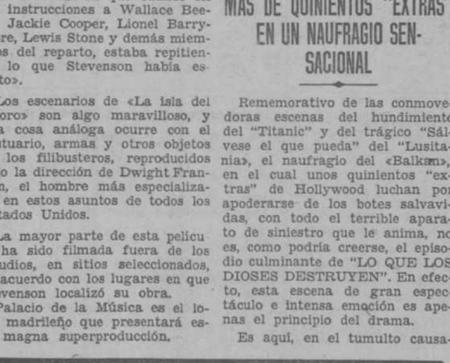 instrucciones a Wallace Bee-
Jackie Cooper, Lionel Barry-
re, Lewis Stone y demás miem-
os del reparto, estaba repitien-
lo que Stevenson había es-
to».
Los escenarios de «La isla del
oro» son algo maravilloso, y
a cosa análoga ocurre con el
tuario, armas y otros objetos
los filibusteros, reproducidos
o la dirección de Dwight Fran-
n, el hombre más especializa-
en estos asuntos de todos los
tados Unidos.
La mayor parte de esta pelícu
ha sido filmada fuera de los
udios, en sitios seleccionados,
acuerdo con los lugares en que
evenson localizó su obra.
Palacio de la Música es el lo-
madrileño que presentará es-
magna superproducción.
MAS DE QUINIENTOS "EXTRAS"
EN UN NAUFRAGIO SEN-
SACIONAL
Rememorativo de las conmove-
doras escenas del hundimiente
del "Titanic" y del trágico "Sál-
vese el que pueda" del "Lusita-
nia», el naufragio del «Balkan»,
en el cual unos quinientos "ex-
tras" de Hollywood luchan por
apoderarse de los botes salvavi-
das, con todo el terrible apara-
to de siniestro que le anima, no
es, como podría creerse, el episo-
dio culminante de "LO QUE LOS
DIOSES DESTRUYEN". En efec-
to, esta escena de gran espec-
táculo e intensa emoción es ape-
nas el principio del drama.
Es aquí, en el tumulto causa-